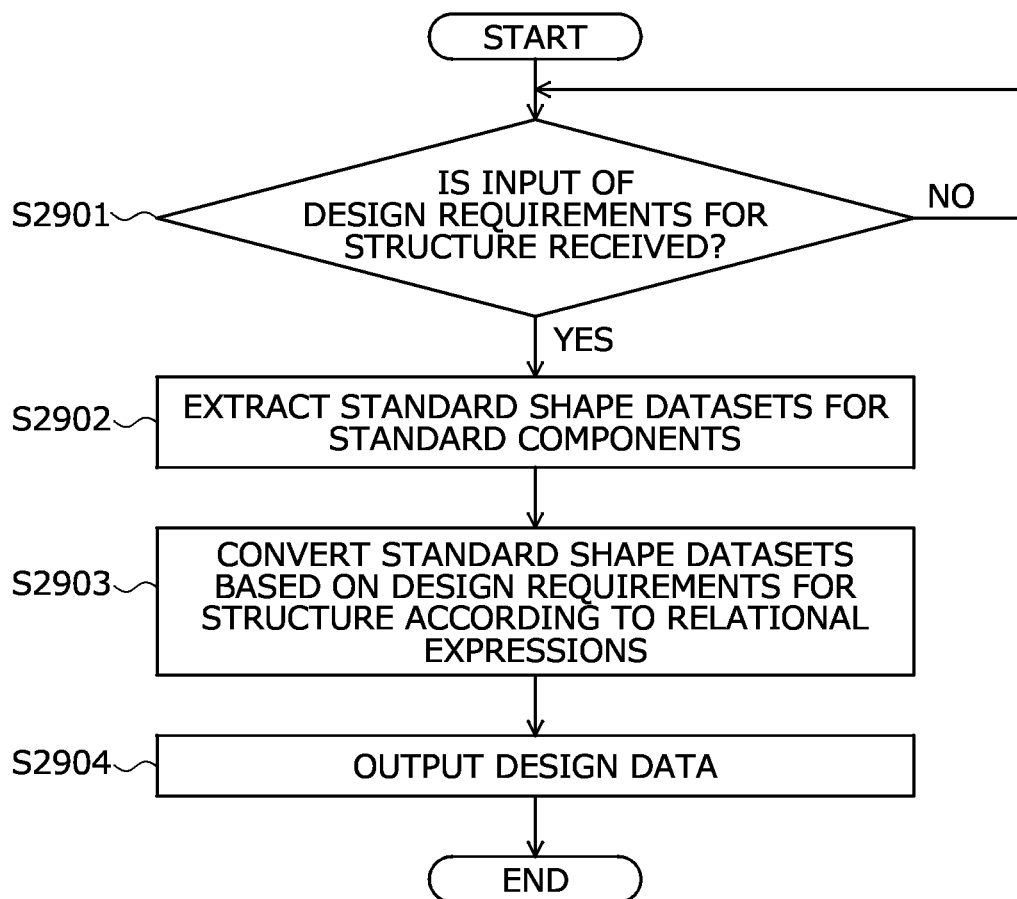 START
IS INPUT OF
DESIGN REQUIREMENTS FOR
STRUCTURE RECEIVED?
S2901
NO
YES
S2902
EXTRACT STANDARD SHAPE DATASETS FOR
STANDARD COMPONENTS
S2903
CONVERT STANDARD SHAPE DATASETS
BASED ON DESIGN REQUIREMENTS FOR
STRUCTURE ACCORDING TO RELATIONAL
EXPRESSIONS
S2904
OUTPUT DESIGN DATA
END